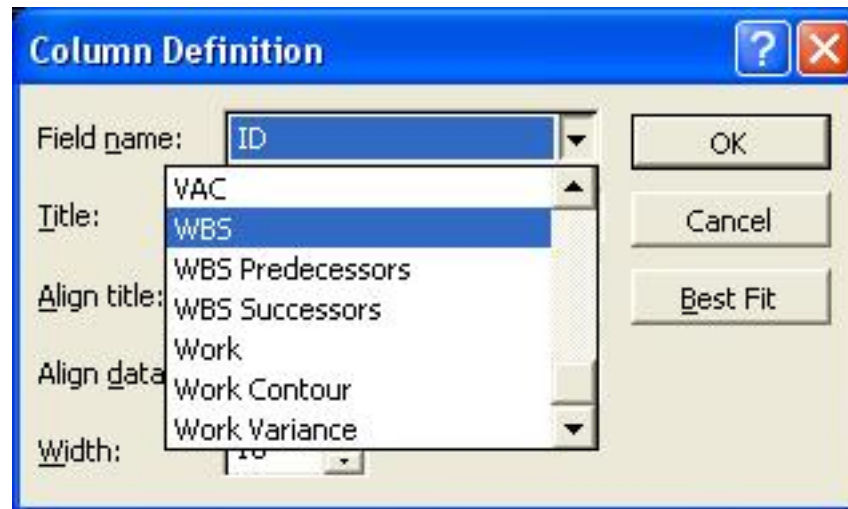 Column Definition
Field name: ID OK
VAC
Title: WBS Cancel
WBS Predecessors
Align title: WBS Successors Best Fit
Work
Align data Work Contour
Work Variance
Width: